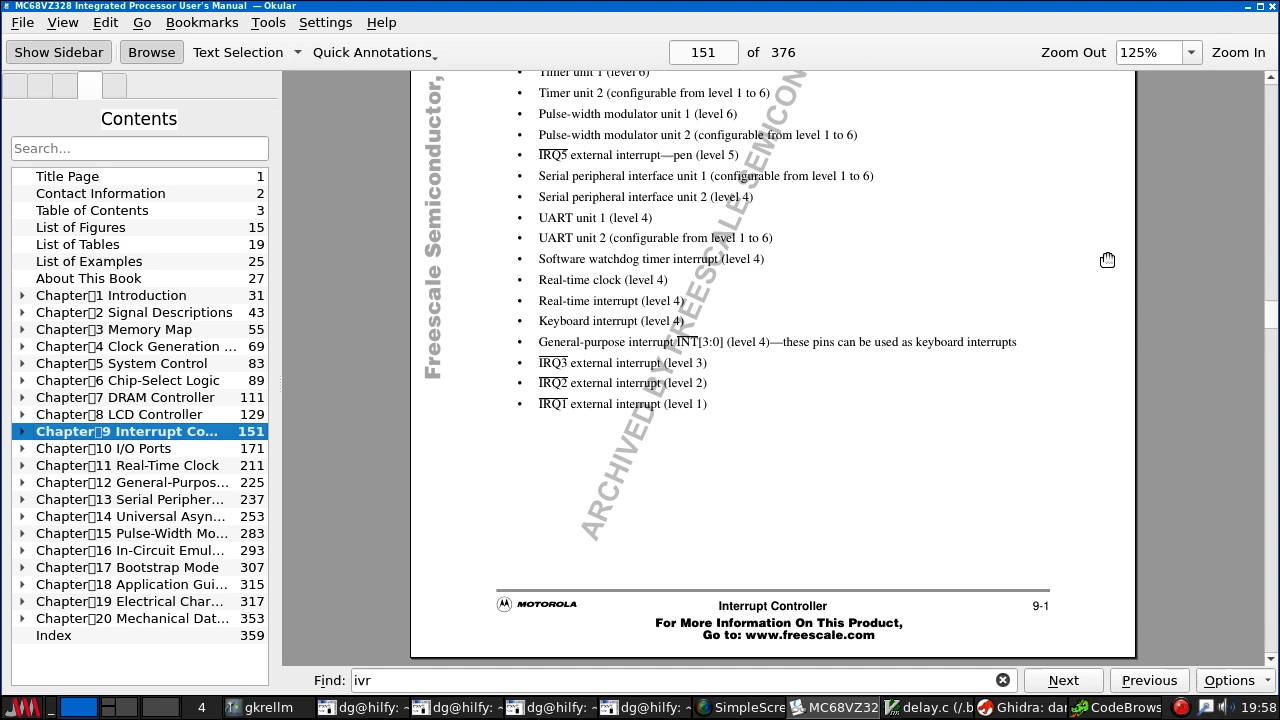 MC68VZ328 Integrated Processor User's Manual — Okular
File View Edit Go Bookmarks Tools Settings Help
Show Sidebar Browse Text Selection Quick Annotations 151 of 376 Zoom Out 125% Zoom In
Contents
Search...
Title Page 1
Contact Information 2
Table of Contents 3
List of Figures 15
List of Tables 19
List of Examples 25
About This Book 27
Chapter 1 Introduction 31
Chapter 2 Signal Descriptions 43
Chapter 3 Memory Map 55
Chapter 4 Clock Generation ... 69
Chapter 5 System Control 83
Chapter 6 Chip-Select Logic 89
Chapter 7 DRAM Controller 111
Chapter 8 LCD Controller 129
Chapter 9 Interrupt Co... 151
Chapter 10 I/O Ports 171
Chapter 11 Real-Time Clock 211
Chapter 12 General-Purpos... 225
Chapter 13 Serial Peripher... 237
Chapter 14 Universal Asyn... 253
Chapter 15 Pulse-Width Mo... 283
Chapter 16 In-Circuit Emul... 293
Chapter 17 Bootstrap Mode 307
Chapter 18 Application Gui... 315
Chapter 19 Electrical Char... 317
Chapter 20 Mechanical Dat... 353
Index 359
Freescale Semiconductor,
ARCHIVED BY FREESCALE SEMICON
Timer unit 1 (level 6)
• Timer unit 2 (configurable from level 1 to 6)
• Pulse-width modulator unit 1 (level 6)
• Pulse-width modulator unit 2 (configurable from level 1 to 6)
• IRQ5 external interrupt—pen (level 5)
• Serial peripheral interface unit 1 (configurable from level 1 to 6)
• Serial peripheral interface unit 2 (level 4)
• UART unit 1 (level 4)
• UART unit 2 (configurable from level 1 to 6)
• Software watchdog timer interrupt (level 4)
• Real-time clock (level 4)
• Real-time interrupt (level 4)
• Keyboard interrupt (level 4)
• General-purpose interrupt INT[3:0] (level 4)—these pins can be used as keyboard interrupts
• IRQ3 external interrupt (level 3)
• IRQ2 external interrupt (level 2)
• IRQ1 external interrupt (level 1)
MOTOROLA Interrupt Controller 9-1
For More Information On This Product,
Go to: www.freescale.com
Find: ivr Next Previous Options
4 gkrellm dg@hilfy: ~ dg@hilfy: ~ dg@hilfy: ~ dg@hilfy: ~ SimpleScre MC68VZ32 delay.c (/.b Ghidra: dar CodeBrows 19:58